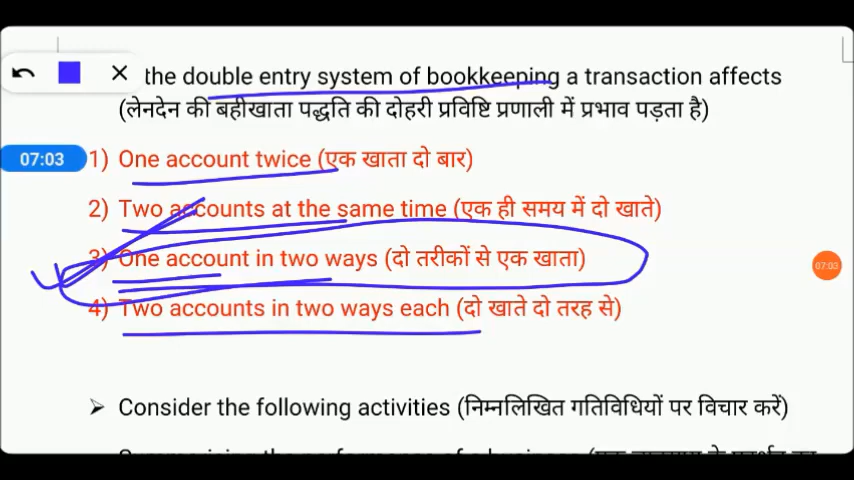 the double entry system of bookkeeping a transaction affects
(लेनदेन की बहीखाता पद्धति की दोहरी प्रविष्टि प्रणाली में प्रभाव पड़ता है)
07:03
1) One account twice (एक खाता दो बार)
2) Two accounts at the same time (एक ही समय में दो खाते)
3) One account in two ways (दो तरीकों से एक खाता)
07:03
4) Two accounts in two ways each (दो खाते दो तरह से)
➢ Consider the following activities (निम्नलिखित गतिविधियों पर विचार करें)